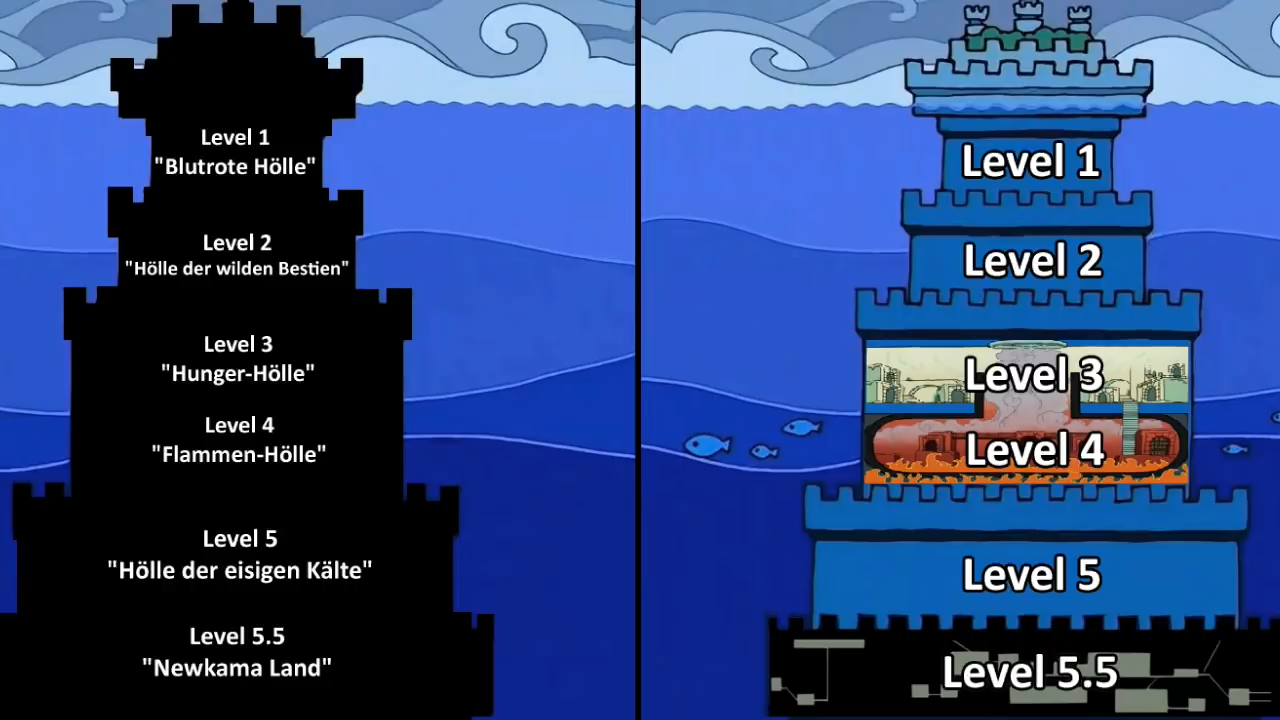 Level 1
"Blutrote Hölle"
Level 2
"Hölle der wilden Bestien"
Level 3
"Hunger-Hölle"
Level 4
"Flammen-Hölle"
Level 5
"Hölle der eisigen Kälte"
Level 5.5
"Newkama Land"
Level 1
Level 2
Level 3
Level 4
Level 5
Level 5.5